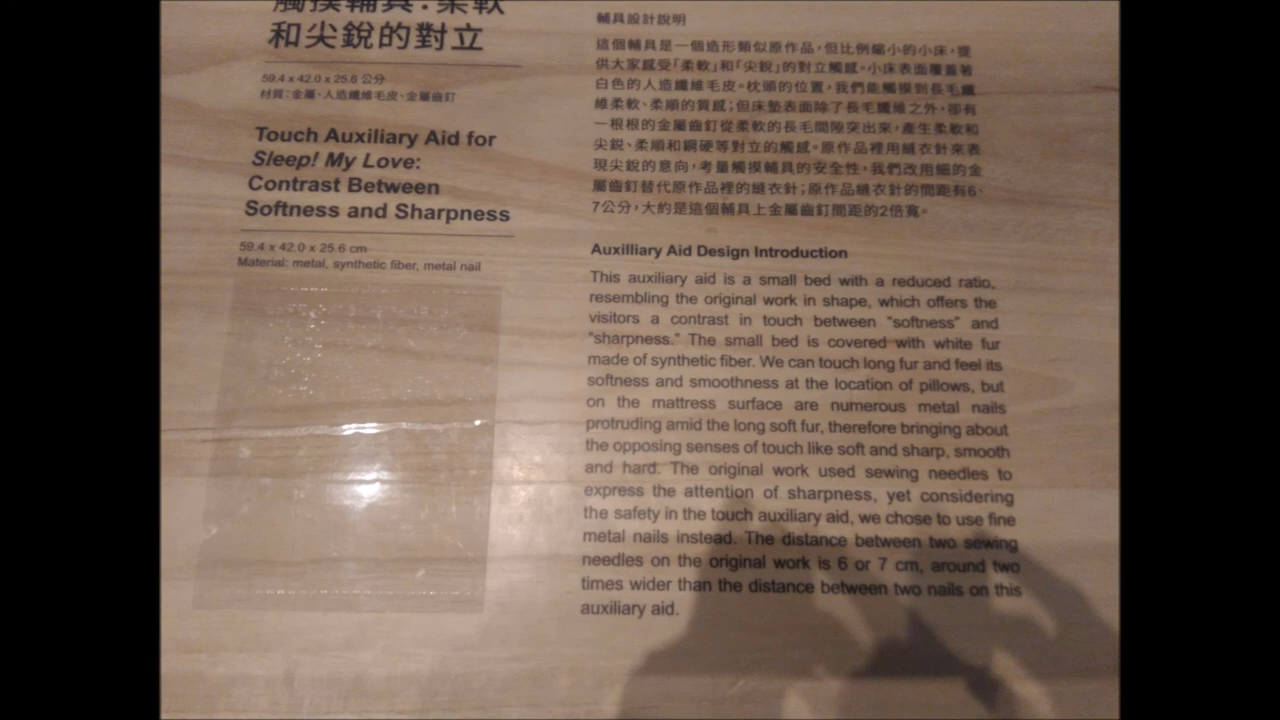 觸摸輔具：柔軟
和尖銳的對立
59.4 x 42.0 x 25.6 公分
材質：金屬、人造纖維毛皮、金屬齒釘
Touch Auxiliary Aid for
Sleep! My Love:
Contrast Between
Softness and Sharpness
59.4 x 42.0 x 25.6 cm
Material: metal, synthetic fiber, metal nail
輔具設計說明
這個輔具是一個造形類似原作品，但比例縮小的小床，提
供大家感受「柔軟」和「尖銳」的對立觸感。小床表面覆蓋著
白色的人造纖維毛皮。枕頭的位置，我們能觸摸到長毛纖
維柔軟、柔順的質感；但床墊表面除了長毛纖維之外，卻有
一根根的金屬齒釘從柔軟的長毛間隙突出來，產生柔軟和
尖銳、柔順和鋼硬等對立的觸感。原作品裡用縫衣針來表
現尖銳的意向，考量觸摸輔具的安全性，我們改用細的金
屬齒釘替代原作品裡的縫衣針；原作品縫衣針的間距有6-
7公分，大約是這個輔具上金屬齒釘間距的2倍寬。
Auxilliary Aid Design Introduction
This auxiliary aid is a small bed with a reduced ratio,
resembling the original work in shape, which offers the
visitors a contrast in touch between "softness" and
"sharpness." The small bed is covered with white fur
made of synthetic fiber. We can touch long fur and feel its
softness and smoothness at the location of pillows, but
on the mattress surface are numerous metal nails
protruding amid the long soft fur, therefore bringing about
the opposing senses of touch like soft and sharp, smooth
and hard. The original work used sewing needles to
express the attention of sharpness, yet considering
the safety in the touch auxiliary aid, we chose to use fine
metal nails instead. The distance between two sewing
needles on the original work is 6 or 7 cm, around two
times wider than the distance between two nails on this
auxiliary aid.